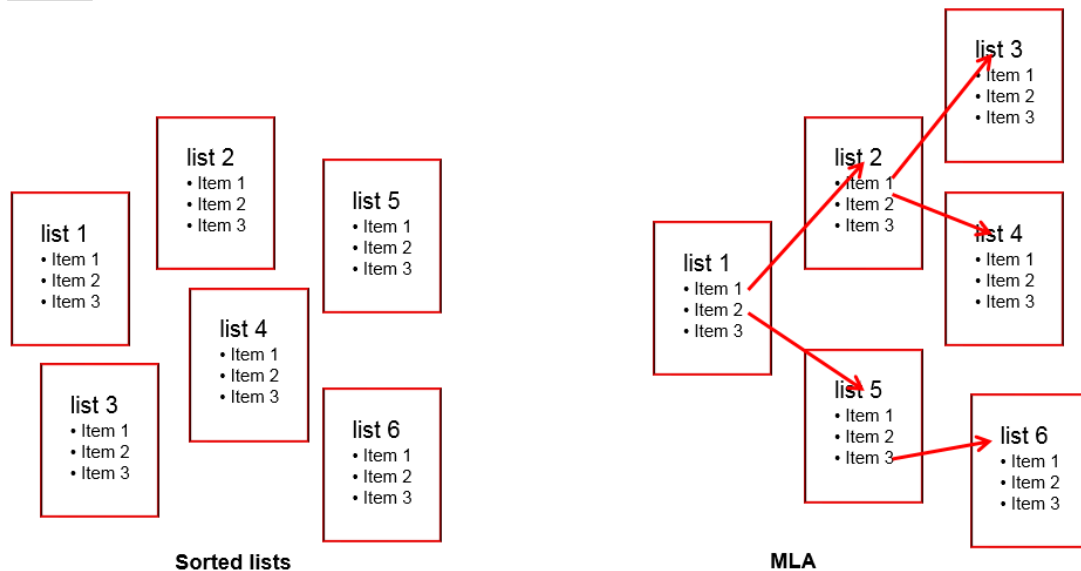 list 1
• Item 1
• Item 2
• Item 3
list 2
• Item 1
• Item 2
• Item 3
list 3
• Item 1
• Item 2
• Item 3
list 4
• Item 1
• Item 2
• Item 3
list 5
• Item 1
• Item 2
• Item 3
list 6
• Item 1
• Item 2
• Item 3
Sorted lists
list 1
• Item 1
• Item 2
• Item 3
list 2
• Item 1
• Item 2
• Item 3
list 3
• Item 1
• Item 2
• Item 3
list 4
• Item 1
• Item 2
• Item 3
list 5
• Item 1
• Item 2
• Item 3
list 6
• Item 1
• Item 2
• Item 3
MLA